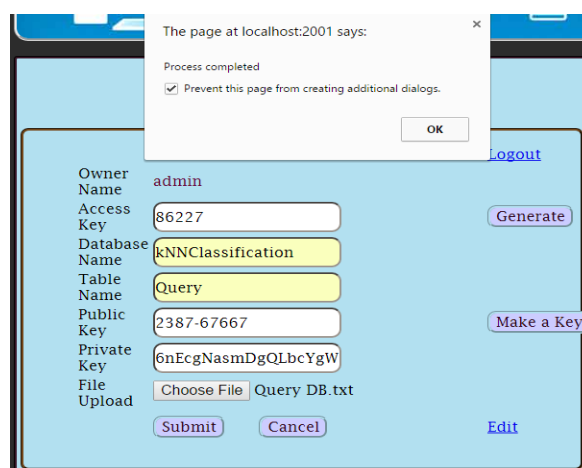 The page at localhost:2001 says:
Process completed
Prevent this page from creating additional dialogs.
OK
Logout
Owner Name admin
Access Key 86227 Generate
Database Name kNNClassification
Table Name Query
Public Key 2387-67667 Make a Key
Private Key 6nEcgNasmDgQLbcYgW
File Upload Choose File Query DB.txt
Submit Cancel Edit